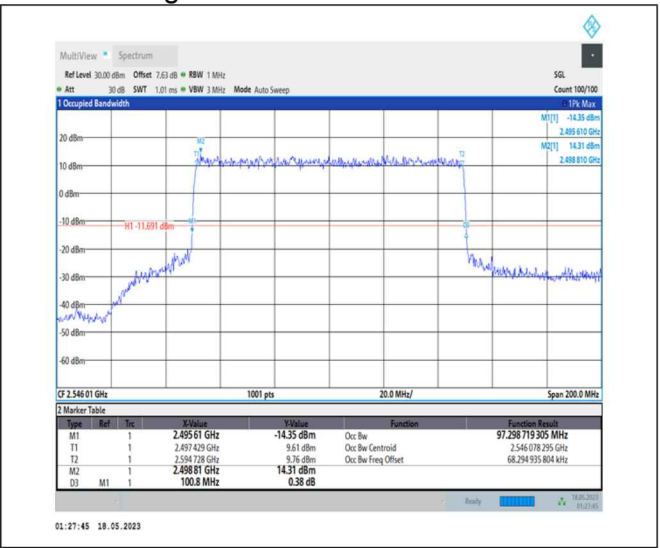 MultiView Spectrum
Ref Level 30.00 dBm Offset 7.63 dB RBW 1 MHz SGL
Att 30 dB SWT 1.01 ms VBW 3 MHz Mode Auto Sweep Count 100/100
1 Occupied Bandwidth 1Pk Max
M1[1] -14.35 dBm
2.495 610 GHz
M2[1] 14.31 dBm
2.498 810 GHz
20 dBm
M2
T1 T2
10 dBm
0 dBm
-10 dBm
H1 -11.691 dBm M1 D3
-20 dBm
-30 dBm
-40 dBm
-50 dBm
-60 dBm
CF 2.546 01 GHz 1001 pts 20.0 MHz/ Span 200.0 MHz
2 Marker Table
Type Ref Trc X-Value Y-Value Function Function Result
M1 1 2.495 61 GHz -14.35 dBm Occ Bw 97.298 719 305 MHz
T1 1 2.497 429 GHz 9.61 dBm Occ Bw Centroid 2.546 078 295 GHz
T2 1 2.594 728 GHz 9.76 dBm Occ Bw Freq Offset 68.294 935 804 kHz
M2 1 2.498 81 GHz 14.31 dBm
D3 M1 1 100.8 MHz 0.38 dB
Ready 18.05.2023
01:27:45
01:27:45 18.05.2023